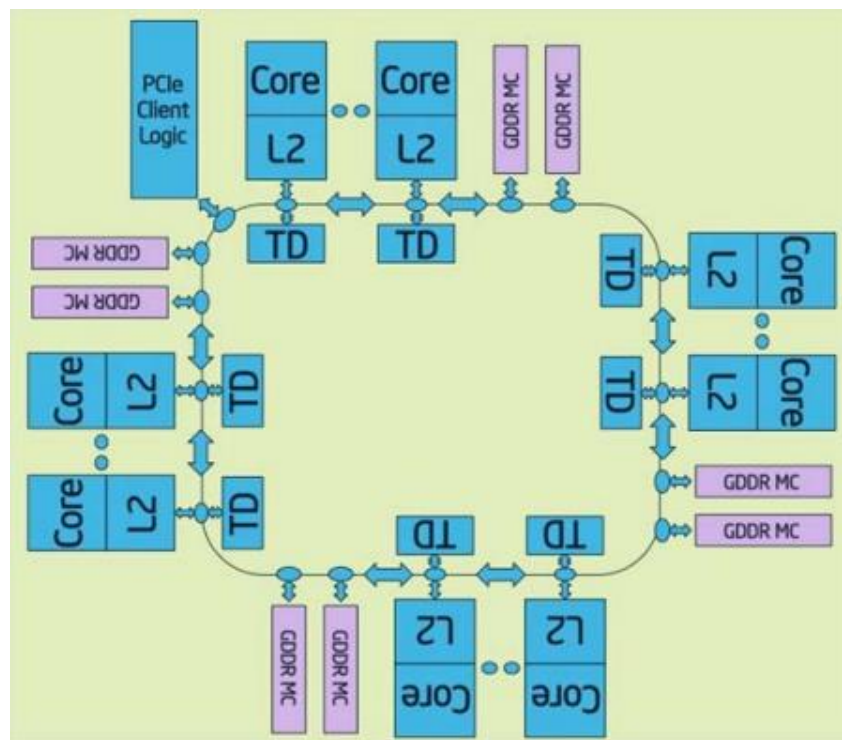 PCIe
Client
Logic
Core
L2
TD
Core
L2
TD
GDDR MC
GDDR MC
TD
L2
Core
TD
L2
Core
GDDR MC
GDDR MC
TD
L2
Core
TD
L2
Core
GDDR MC
GDDR MC
Core
L2
TD
Core
L2
TD
GDDR MC
GDDR MC